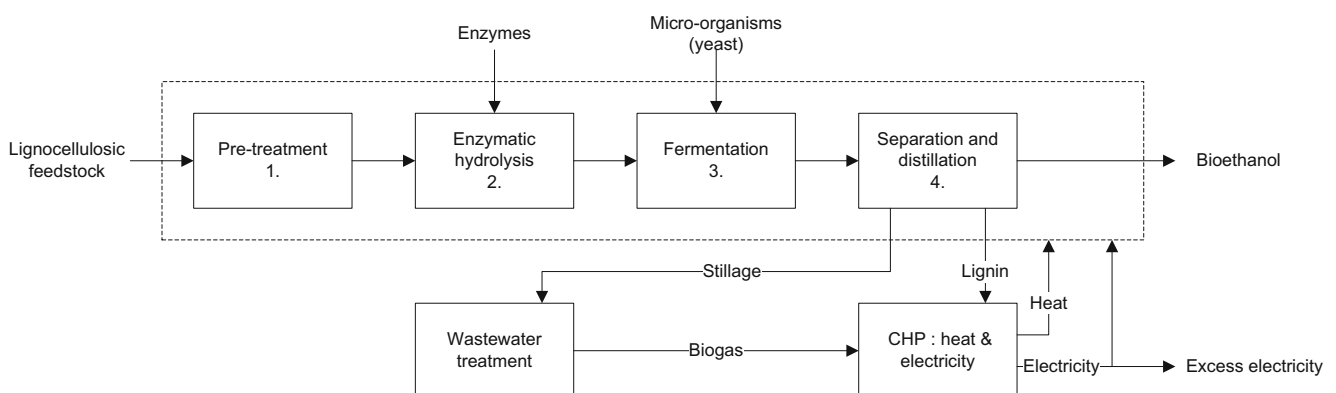 Enzymes
Micro-organisms
(yeast)
Lignocellulosic
feedstock
Pre-treatment
1.
Enzymatic
hydrolysis
2.
Fermentation
3.
Separation and
distillation
4.
Bioethanol
Stillage
Lignin
Heat
Wastewater
treatment
Biogas
CHP : heat &
electricity
Electricity
Excess electricity